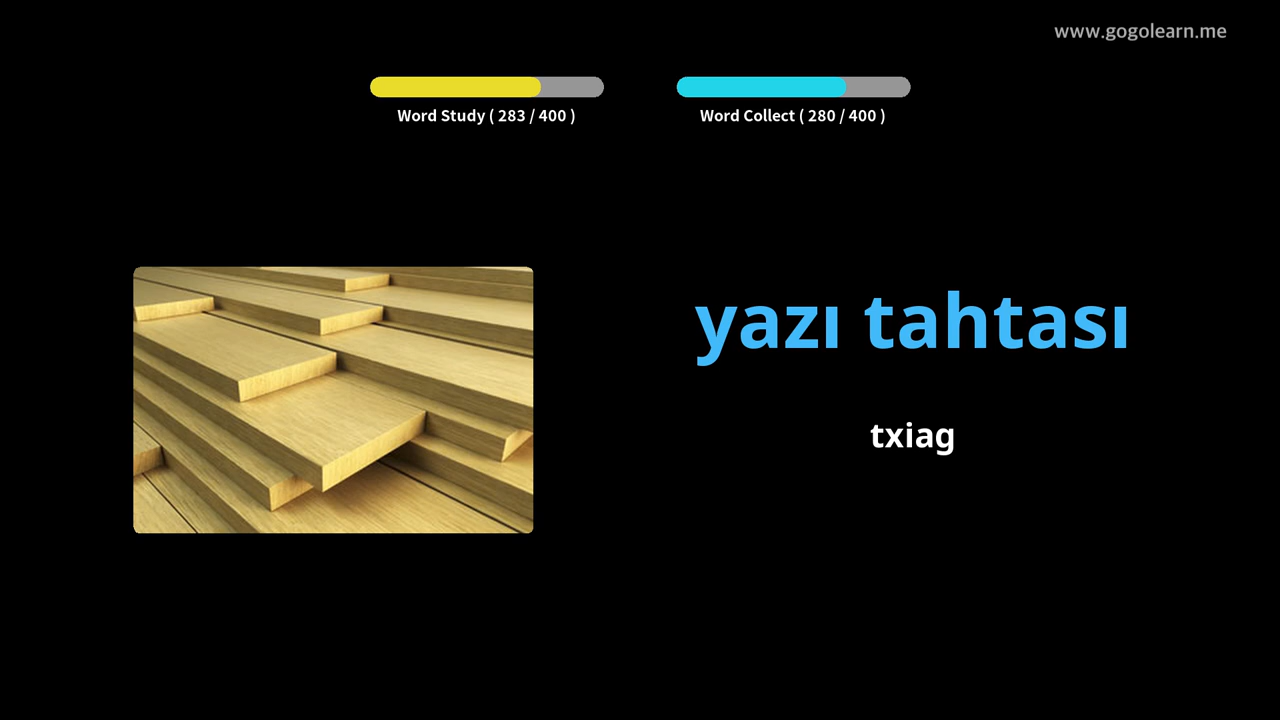 www.gogolearn.me
Word Study ( 283 / 400 )
Word Collect ( 280 / 400 )
yazı tahtası
txiag